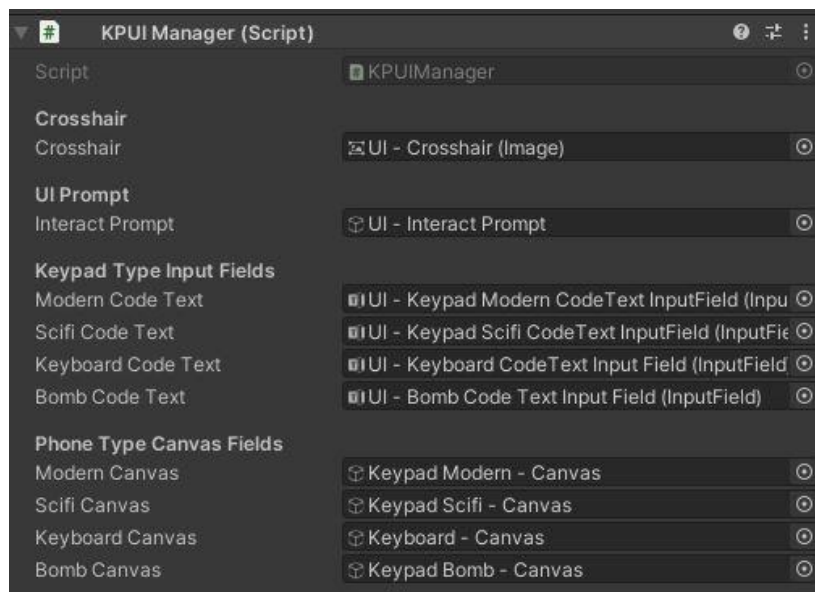 KPUI Manager (Script)
Script KPUIManager
Crosshair
Crosshair UI - Crosshair (Image)
UI Prompt
Interact Prompt UI - Interact Prompt
Keypad Type Input Fields
Modern Code Text UI - Keypad Modern CodeText InputField (Inpu
Scifi Code Text UI - Keypad Scifi CodeText InputField (InputFie
Keyboard Code Text UI - Keyboard CodeText Input Field (InputField)
Bomb Code Text UI - Bomb Code Text Input Field (InputField)
Phone Type Canvas Fields
Modern Canvas Keypad Modern - Canvas
Scifi Canvas Keypad Scifi - Canvas
Keyboard Canvas Keyboard - Canvas
Bomb Canvas Keypad Bomb - Canvas